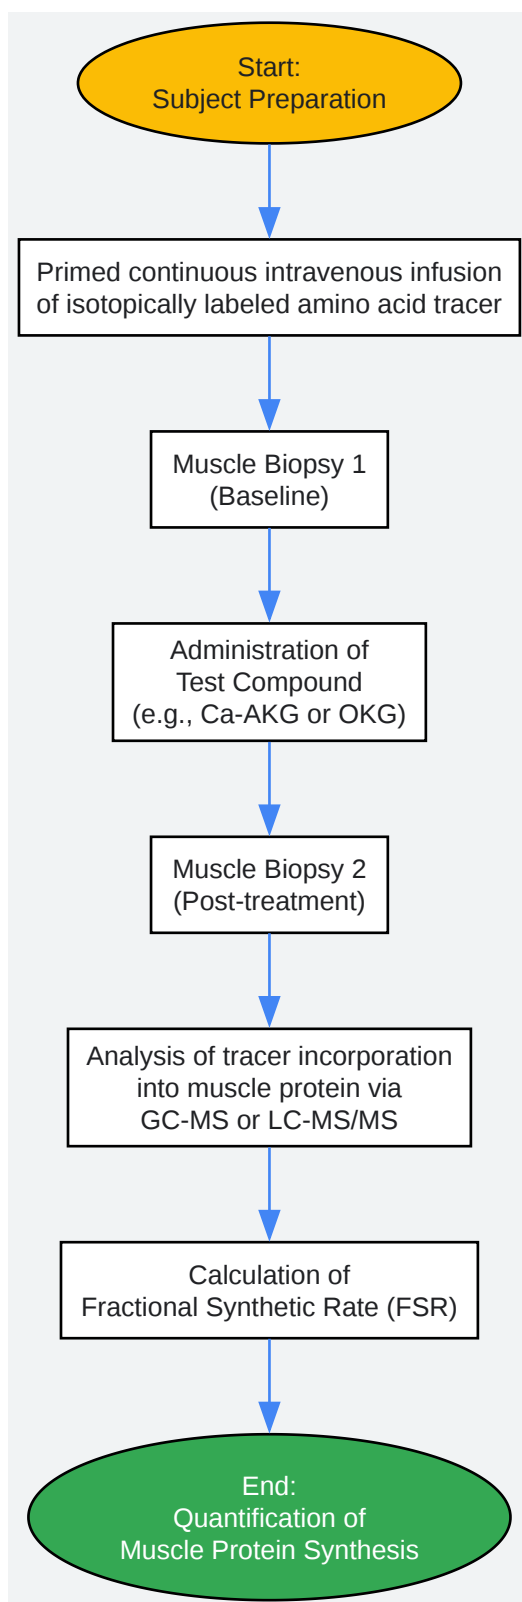 Start:
Subject Preparation
Primed continuous intravenous infusion
of isotopically labeled amino acid tracer
Muscle Biopsy 1
(Baseline)
Administration of
Test Compound
(e.g., Ca-AKG or OKG)
Muscle Biopsy 2
(Post-treatment)
Analysis of tracer incorporation
into muscle protein via
GC-MS or LC-MS/MS
Calculation of
Fractional Synthetic Rate (FSR)
End:
Quantification of
Muscle Protein Synthesis